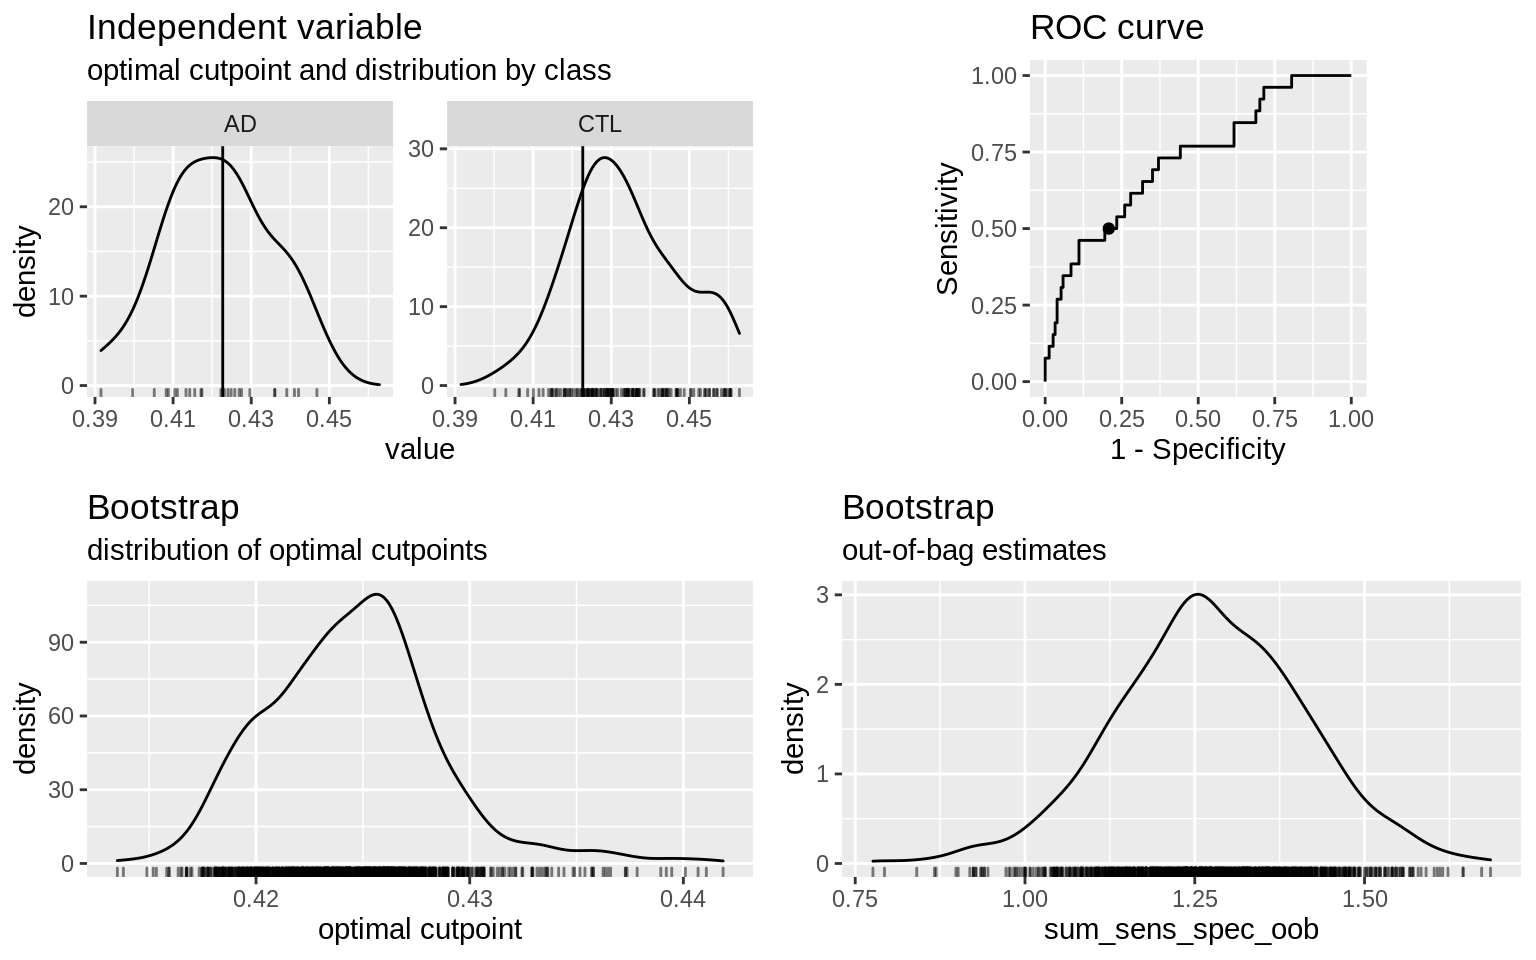 Independent variable
optimal cutpoint and distribution by class
AD
CTL
density
20
10
0
30
20
10
0
0.39 0.41 0.43 0.45
0.39 0.41 0.43 0.45
value
ROC curve
Sensitivity
1.00
0.75
0.50
0.25
0.00
0.00 0.25 0.50 0.75 1.00
1 - Specificity
Bootstrap
distribution of optimal cutpoints
density
90
60
30
0
0.42 0.43 0.44
optimal cutpoint
Bootstrap
out-of-bag estimates
density
3
2
1
0
0.75 1.00 1.25 1.50
sum_sens_spec_oob